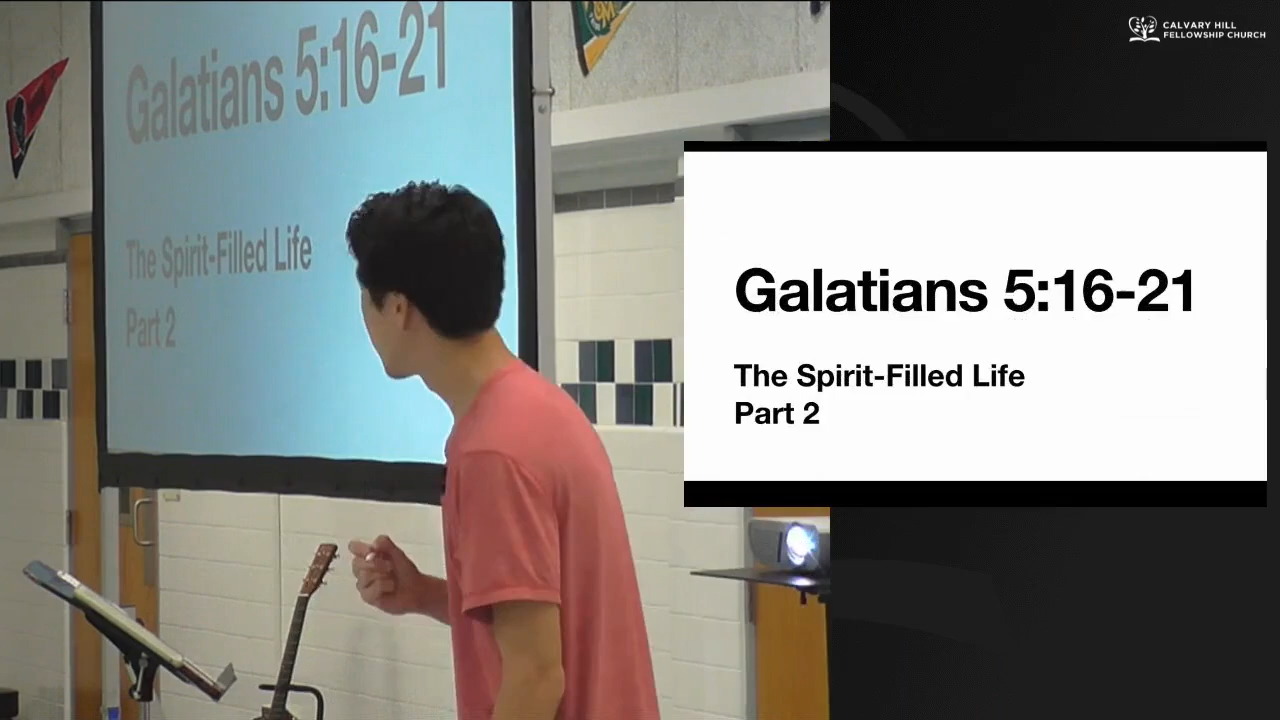 Galatians 5:16-21
The Spirit-Filled Life
Part 2
CALVARY HILL
FELLOWSHIP CHURCH
Galatians 5:16-21
The Spirit-Filled Life
Part 2